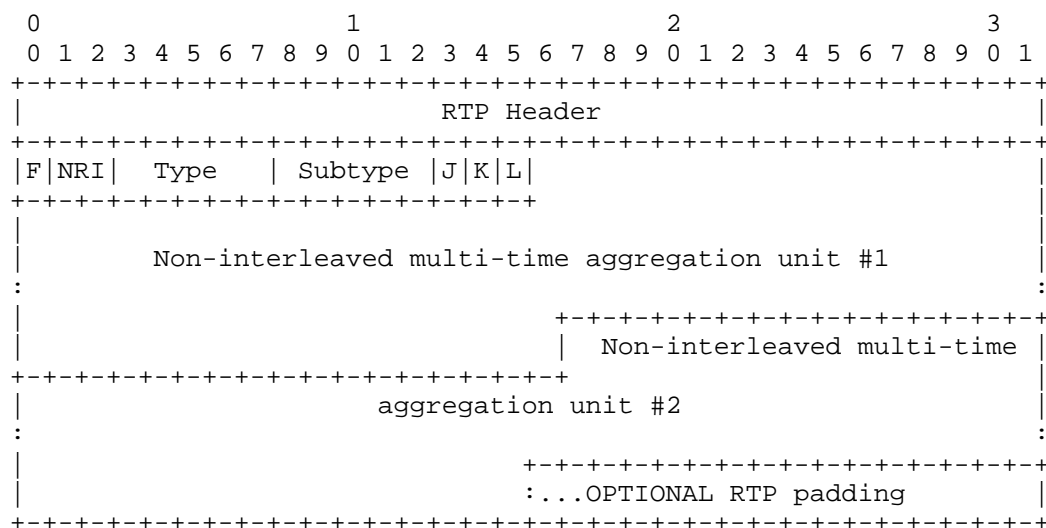 0                   1                   2                   3
 0 1 2 3 4 5 6 7 8 9 0 1 2 3 4 5 6 7 8 9 0 1 2 3 4 5 6 7 8 9 0 1
+-+-+-+-+-+-+-+-+-+-+-+-+-+-+-+-+-+-+-+-+-+-+-+-+-+-+-+-+-+-+-+-+
|                          RTP Header                           |
+-+-+-+-+-+-+-+-+-+-+-+-+-+-+-+-+-+-+-+-+-+-+-+-+-+-+-+-+-+-+-+-+
|F|NRI|  Type   | Subtype |J|K|L|                               |
+-+-+-+-+-+-+-+-+-+-+-+-+-+-+-+-+                               |
|                                                               |
|        Non-interleaved multi-time aggregation unit #1         |
:                                                               :
|                                 +-+-+-+-+-+-+-+-+-+-+-+-+-+-+-+
|                                 |  Non-interleaved multi-time |
+-+-+-+-+-+-+-+-+-+-+-+-+-+-+-+-+-+                             |
|                      aggregation unit #2                      |
:                                                               :
|                               +-+-+-+-+-+-+-+-+-+-+-+-+-+-+-+-+
|                               :...OPTIONAL RTP padding        |
+-+-+-+-+-+-+-+-+-+-+-+-+-+-+-+-+-+-+-+-+-+-+-+-+-+-+-+-+-+-+-+-+